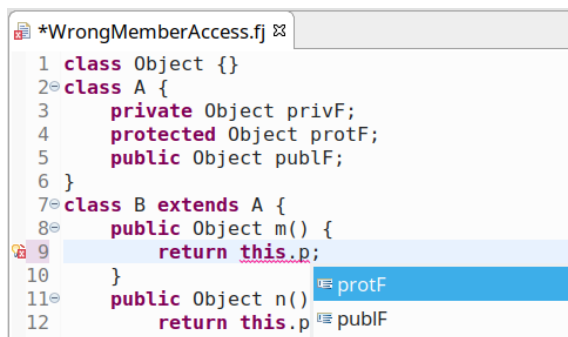 *WrongMemberAccess.fj
1 class Object {}
2 class A {
3     private Object privF;
4     protected Object protF;
5     public Object publF;
6 }
7 class B extends A {
8     public Object m() {
9         return this.p;
10     }
protF
11     public Object n()
12         return this.p
publF